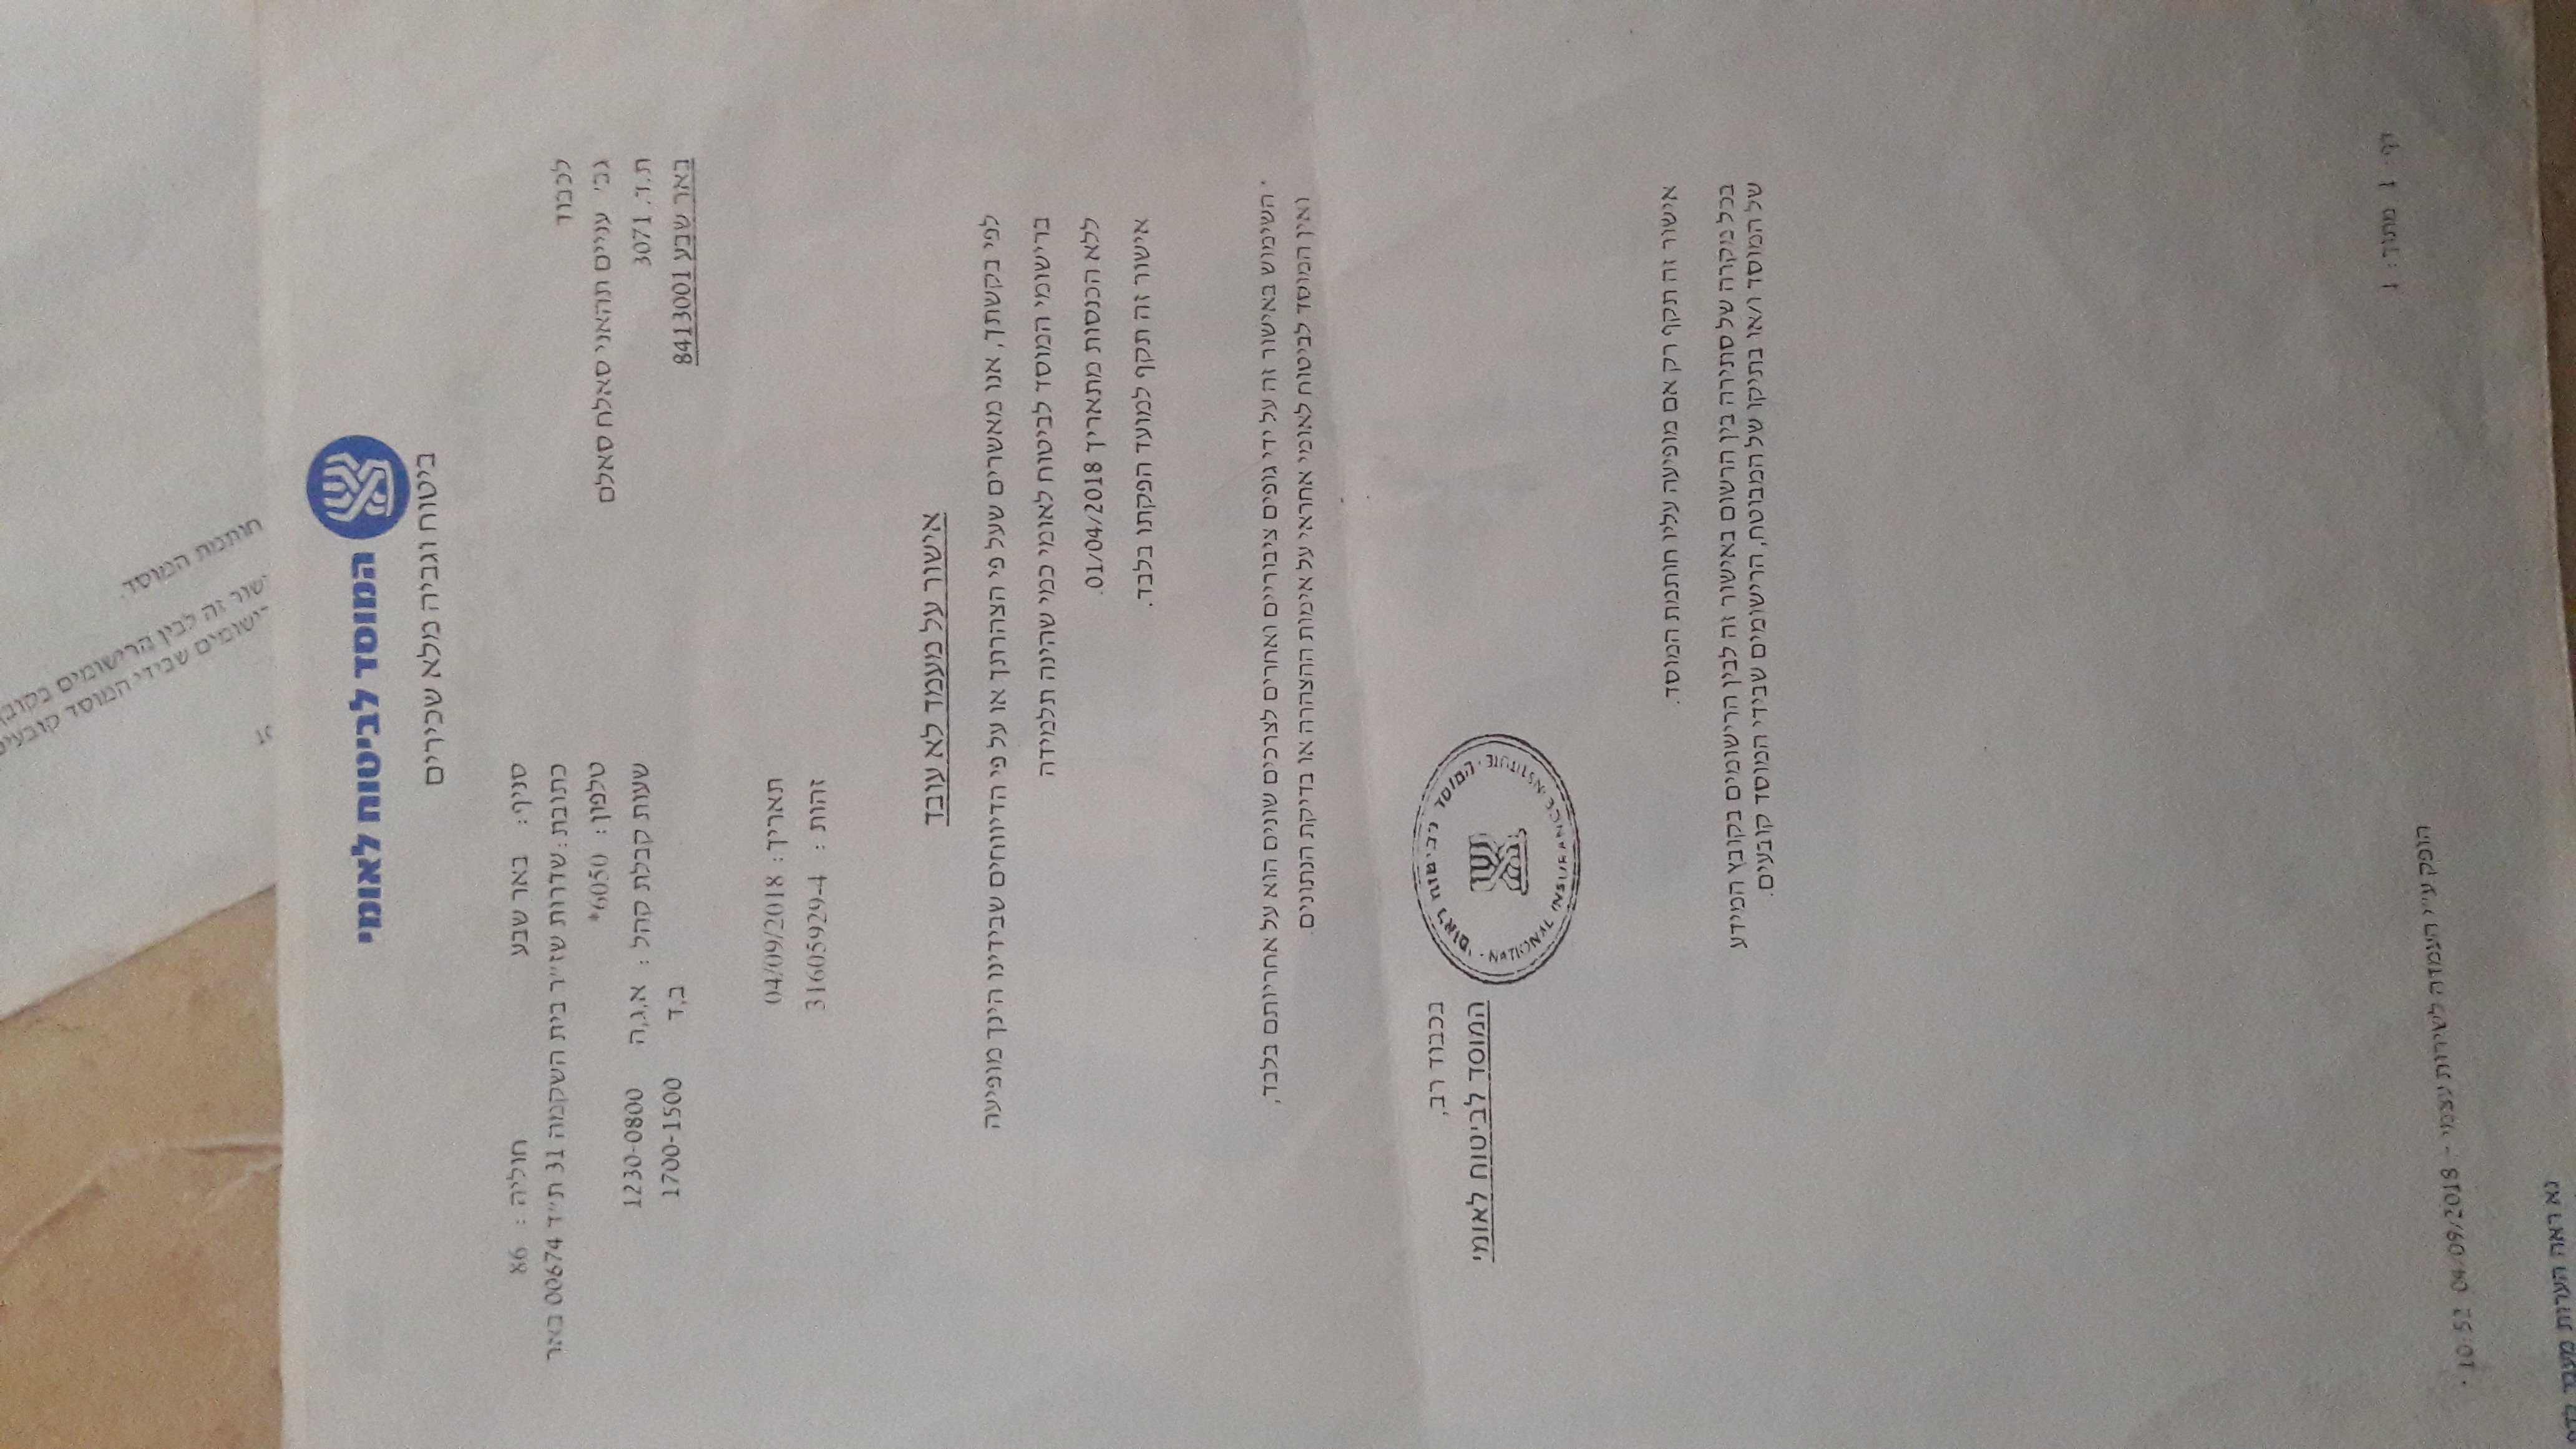 חותמת המוסד.
שור זה לבין הרישומים בקוב
ישומים שבידי המוסד קובעים
המוסד לביטוח לאומי
ביטוח וגביה מלא שכירים
סניף: באר שבע חוליה : 86
כתובת: שדרות שז"ר בית השקמה 31 ת"ד 00674 באר
טלפון: 6050*
שעות קבלת קהל : א,ג,ה 1230-0800
ב,ד 1700-1500
לכבוד
גב' עניים תהאני סאלח סאלם
ת.ד. 3071
באר שבע 8413001
תאריך: 04/09/2018
זהות : 31605929-4
אישור על מעמד לא עובד
לפי בקשתך, אנו מאשרים שעל פי הצהרתך או על פי הדיווחים שבידינו הינך מופיעה
ברישומי המוסד לביטוח לאומי כמי שהינה תלמידה
ללא הכנסות מתאריך 01/04/2018.
אישור זה תקף למועד הפקתו בלבד.
* השימוש באישור זה על ידי גופים ציבוריים ואחרים לצרכים שונים הוא על אחריותם בלבד,
ואין המוסד לביטוח לאומי אחראי על אימות ההצהרה או בדיקת הנתונים.
בכבוד רב,
המוסד לביטוח לאומי
המוסד לביטוח לאומי
NATIONAL INSURANCE INSTITUTE
אישור זה תקף רק אם מופיעה עליו חותמת המוסד.
בכל מקרה של סתירה בין הרשום באישור זה לבין הרישומים בקובץ המידע
של המוסד ו/או בתיקו של המבוטח, הרישומים שבידי המוסד קובעים.
דף: 1 מתוך: 1
הופק ע"י העמדה לשירות עצמי - 04/09/2018 10:52 *
נא ראה הערות מעבר לדף